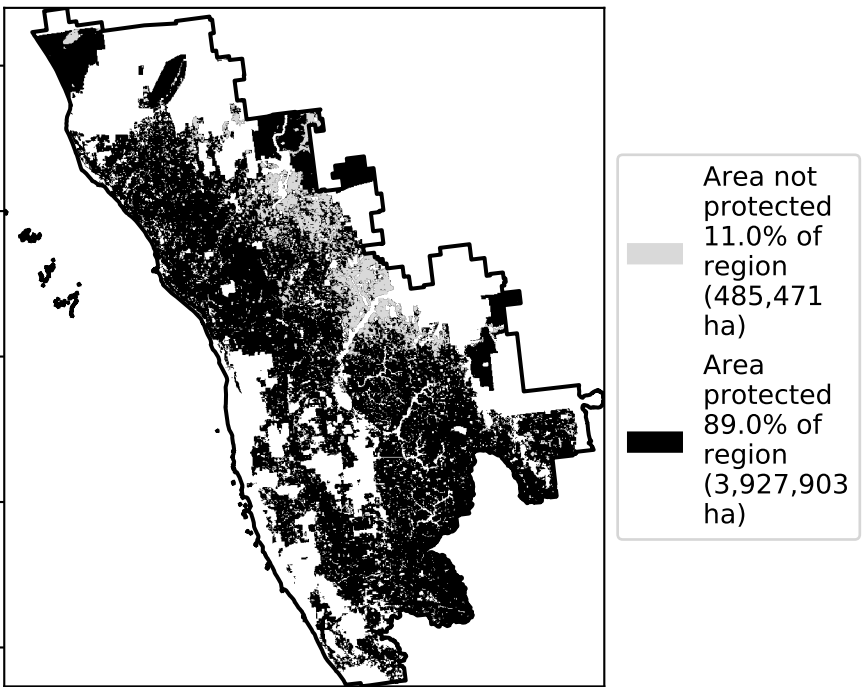 Area not
protected
11.0% of
region
(485,471
ha)
Area
protected
89.0% of
region
(3,927,903
ha)